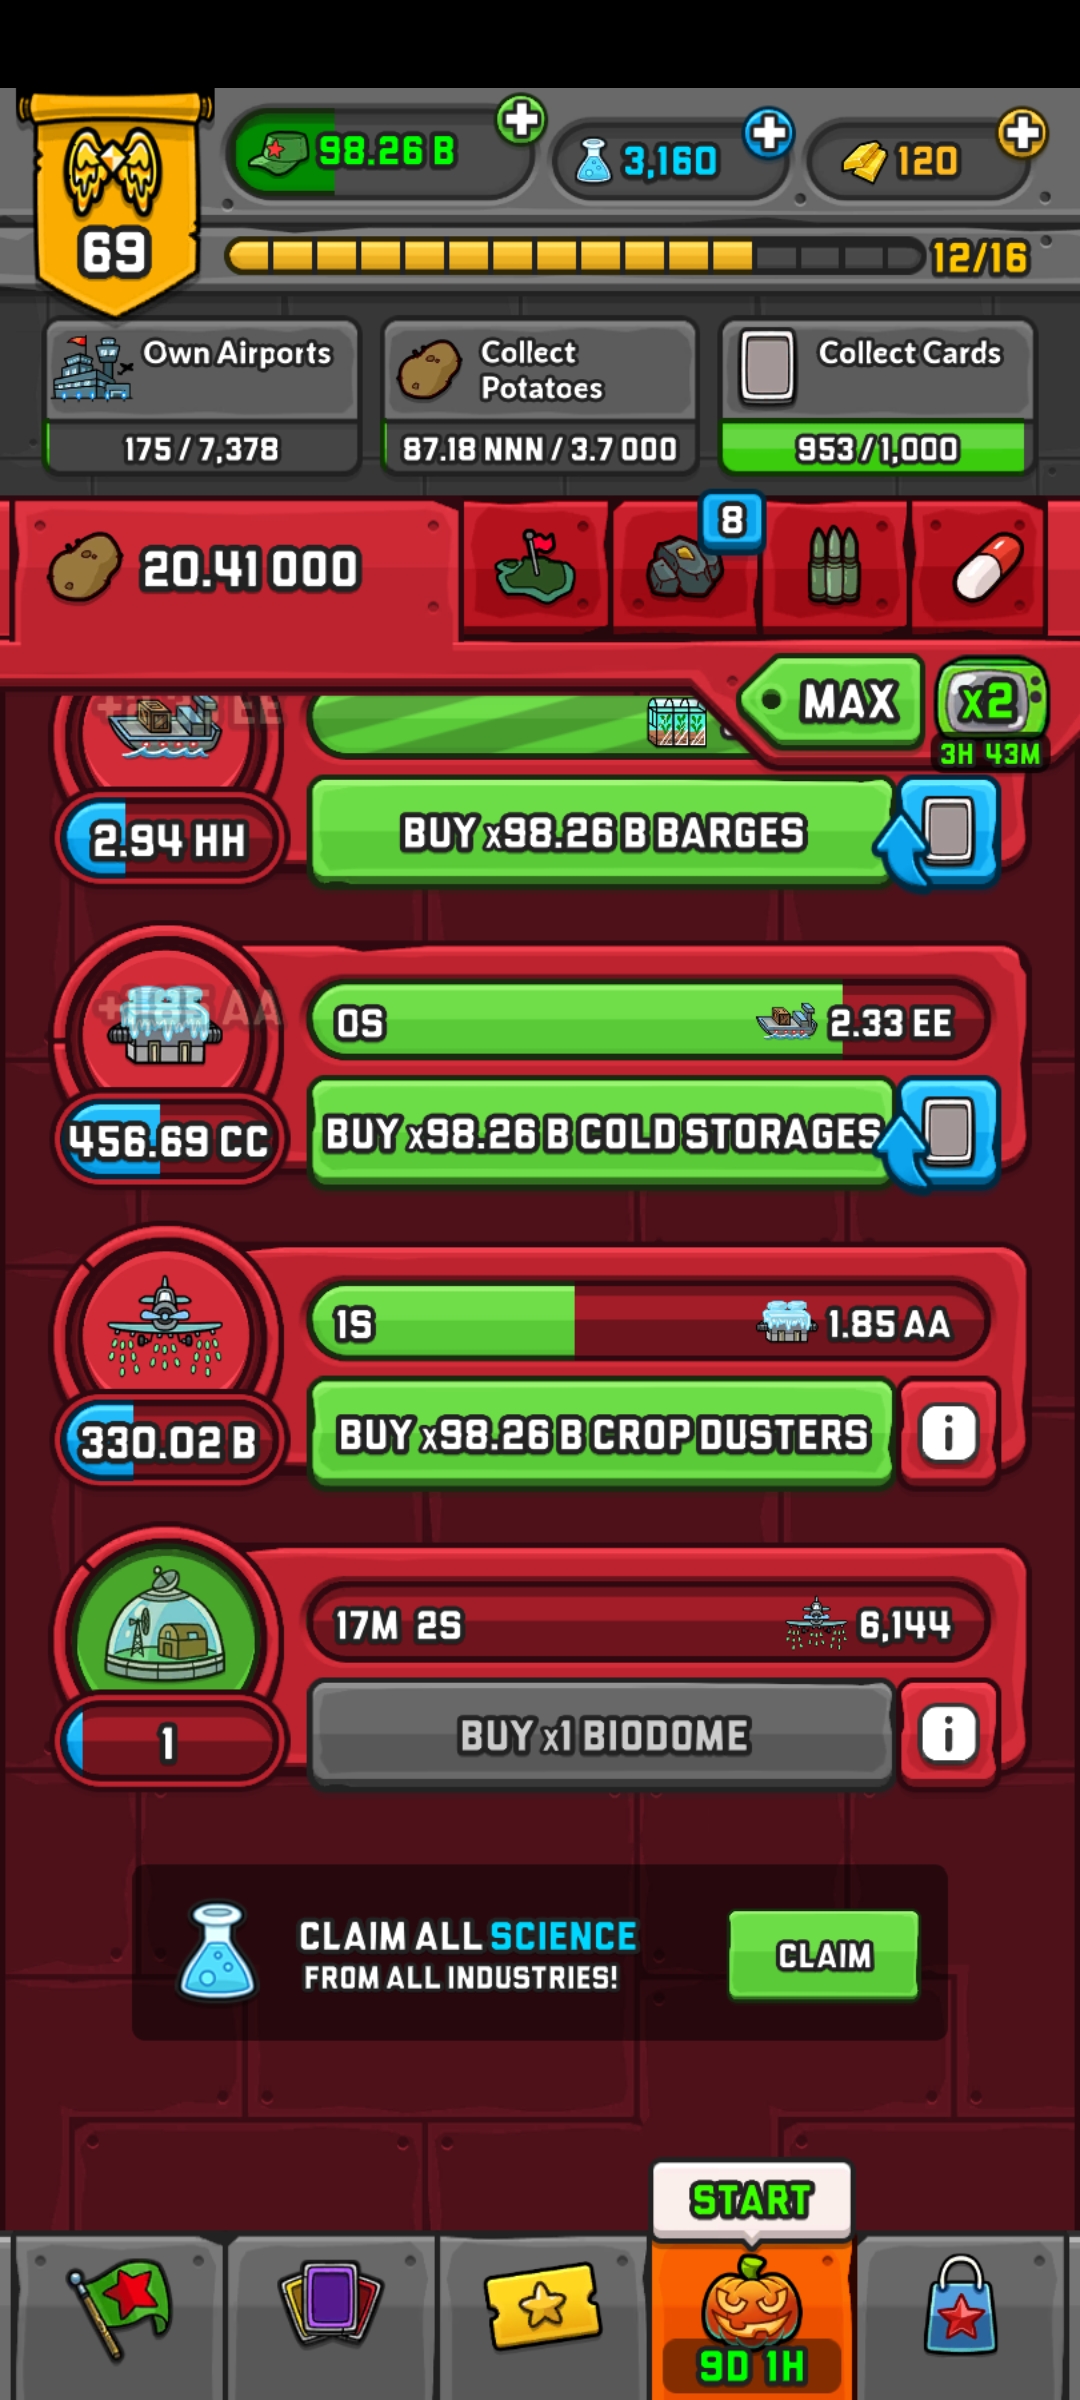 98.26 B
3,160
120
69
12/16
Own Airports
175 / 7,378
Collect
Potatoes
87.18 NNN / 3.7 OOO
Collect Cards
953 / 1,000
20.41 OOO
8
MAX
x2
3H 43M
2.94 HH
BUY x98.26 B BARGES
0S
2.33 EE
456.69 CC
BUY x98.26 B COLD STORAGES
1S
1.85 AA
330.02 B
BUY x98.26 B CROP DUSTERS
17M 2S
6,144
1
BUY x1 BIODOME
CLAIM ALL SCIENCE
FROM ALL INDUSTRIES!
CLAIM
START
9D 1H